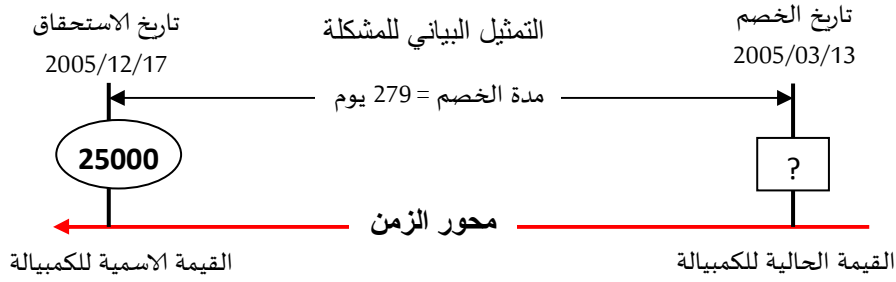 تاريخ الخصم
2005/03/13
التمثيل البياني للمشكلة
تاريخ الاستحقاق
2005/12/17
مدة الخصم = 279 يوم
?
25000
محور الزمن
القيمة الحالية للكمبيالة
القيمة الاسمية للكمبيالة